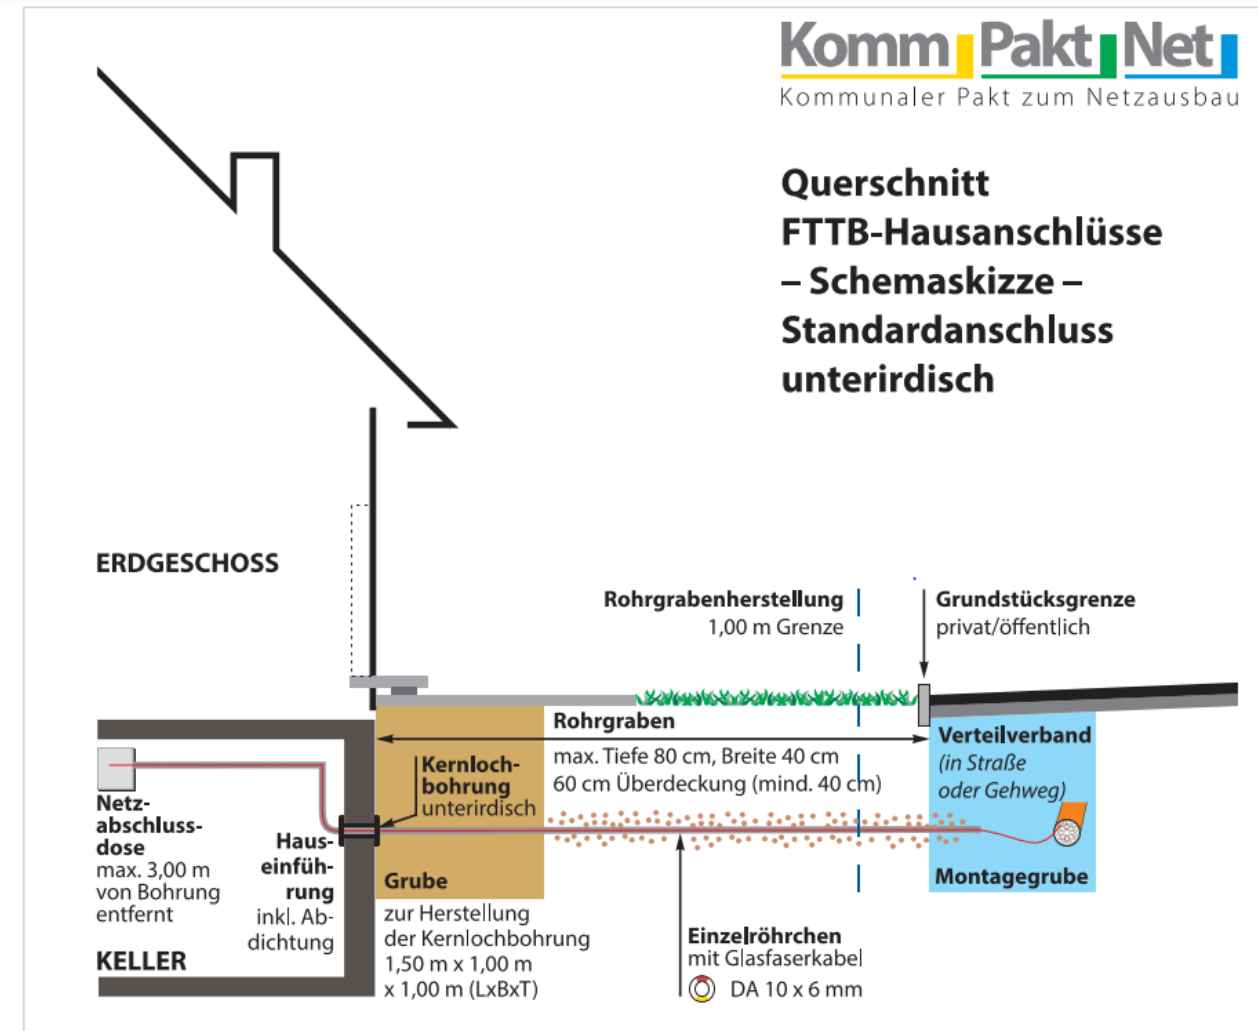 Komm Pakt Net
Kommunaler Pakt zum Netzausbau
Querschnitt
FTTB-Hausanschlüsse
– Schemaskizze –
Standardanschluss
unterirdisch
ERDGESCHOSS
Rohrgrabenherstellung
1,00 m Grenze
Grundstücksgrenze
privat/öffentlich
Rohrgraben
max. Tiefe 80 cm, Breite 40 cm
60 cm Überdeckung (mind. 40 cm)
Verteilverband
(in Straße
oder Gehweg)
Montagegrube
Kernloch-
bohrung
unterirdisch
Netz-
abschluss-
dose
max. 3,00 m
von Bohrung
entfernt
Haus-
einfüh-
rung
inkl. Ab-
dichtung
KELLER
Grube
zur Herstellung
der Kernlochbohrung
1,50 m x 1,00 m
x 1,00 m (LxBxT)
Einzelröhrchen
mit Glasfaserkabel
DA 10 x 6 mm